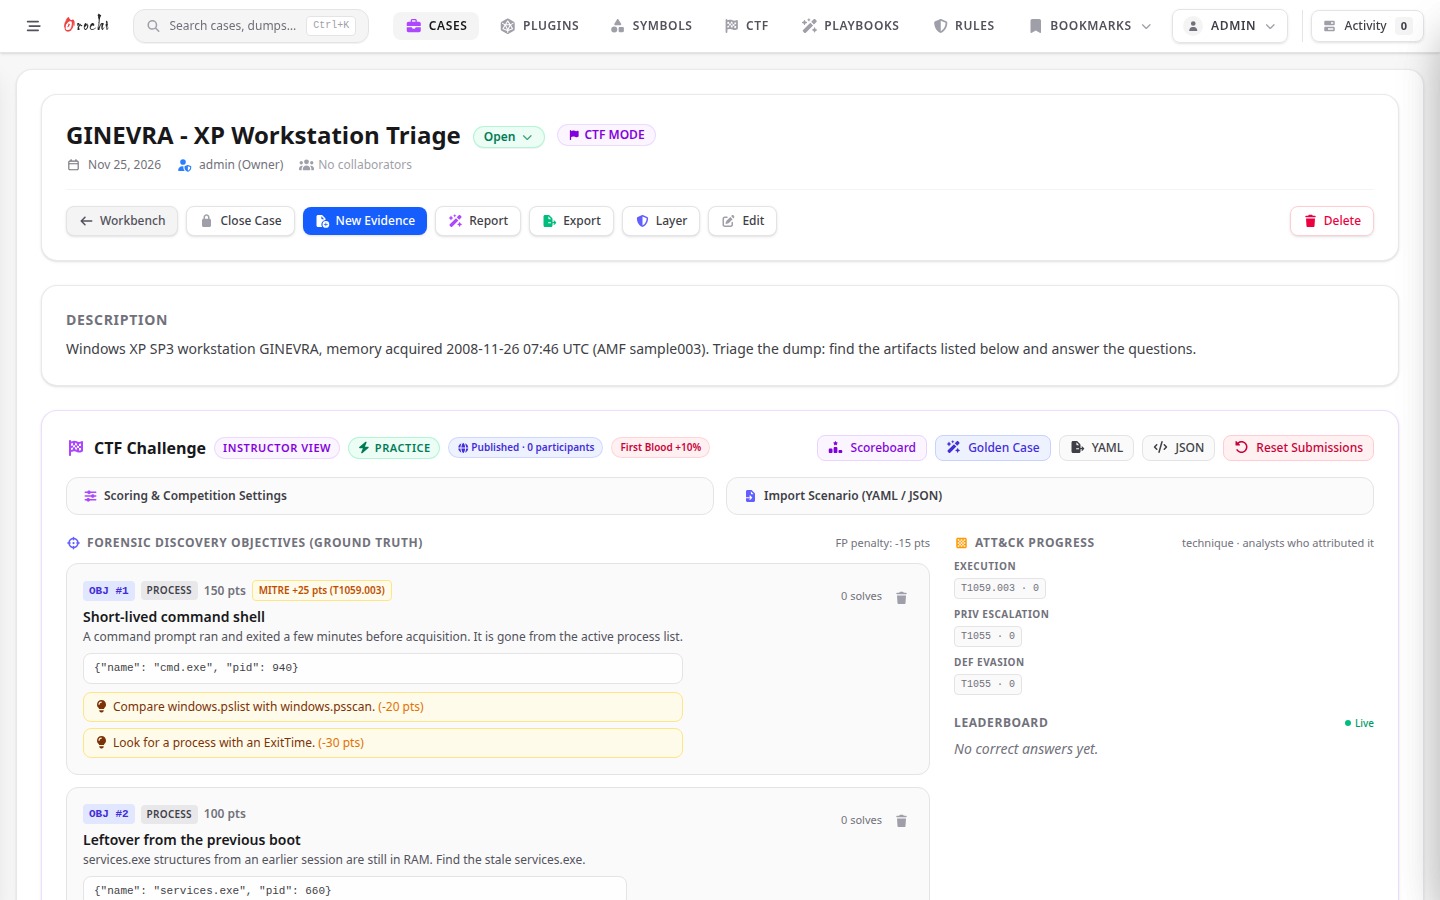 Orochi
Search cases, dumps... Ctrl+K
CASES
PLUGINS
SYMBOLS
CTF
PLAYBOOKS
RULES
BOOKMARKS
ADMIN
Activity 0
GINEVRA - XP Workstation Triage
Open
CTF MODE
Nov 25, 2026
admin (Owner)
No collaborators
Workbench
Close Case
New Evidence
Report
Export
Layer
Edit
Delete
DESCRIPTION
Windows XP SP3 workstation GINEVRA, memory acquired 2008-11-26 07:46 UTC (AMF sample003). Triage the dump: find the artifacts listed below and answer the questions.
CTF Challenge
INSTRUCTOR VIEW
PRACTICE
Published · 0 participants
First Blood +10%
Scoreboard
Golden Case
YAML
JSON
Reset Submissions
Scoring & Competition Settings
Import Scenario (YAML / JSON)
FORENSIC DISCOVERY OBJECTIVES (GROUND TRUTH)
FP penalty: -15 pts
OBJ #1 PROCESS 150 pts MITRE +25 pts (T1059.003)
0 solves
Short-lived command shell
A command prompt ran and exited a few minutes before acquisition. It is gone from the active process list.
{"name": "cmd.exe", "pid": 940}
Compare windows.pslist with windows.psscan. (-20 pts)
Look for a process with an ExitTime. (-30 pts)
OBJ #2 PROCESS 100 pts
0 solves
Leftover from the previous boot
services.exe structures from an earlier session are still in RAM. Find the stale services.exe.
{"name": "services.exe", "pid": 660}
ATT&CK PROGRESS
technique · analysts who attributed it
EXECUTION
T1059.003 · 0
PRIV ESCALATION
T1055 · 0
DEF EVASION
T1055 · 0
LEADERBOARD
Live
No correct answers yet.